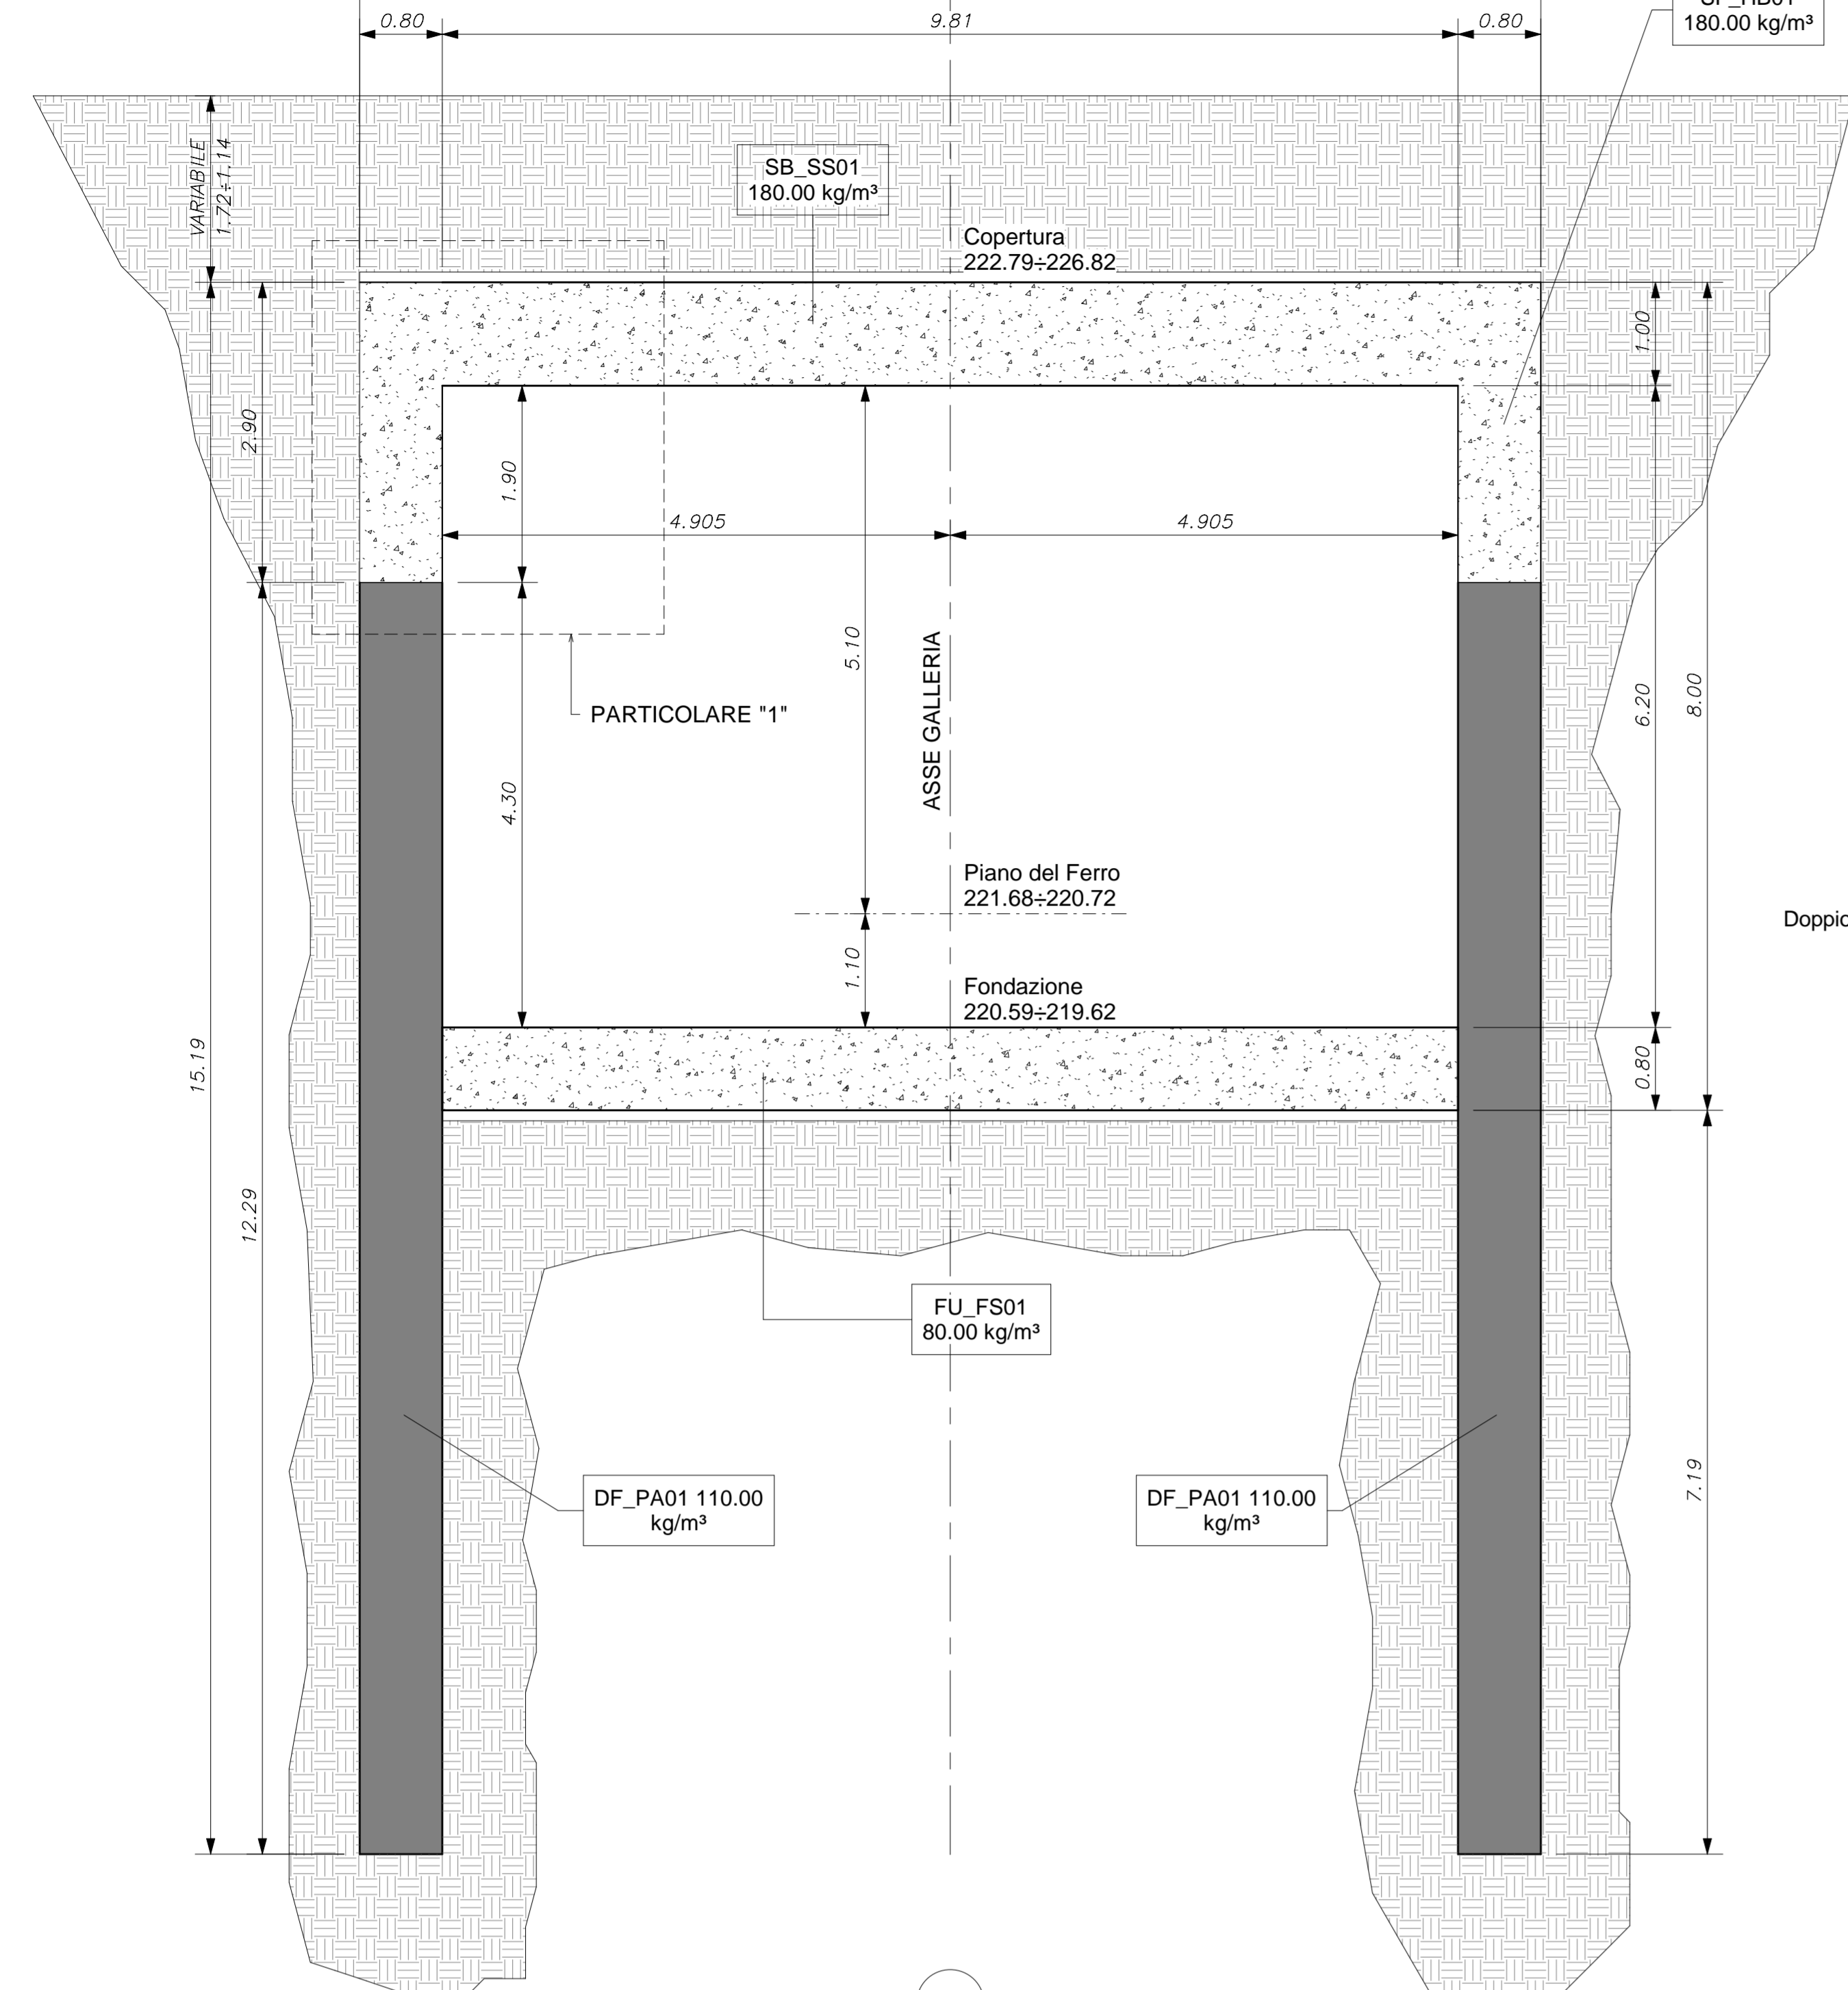 0.80
9.81
0.80
180.00 kg/m³
VARIABILE
1.72÷1.14
SB_SS01
180.00 kg/m³
Copertura
222.79÷226.82
1.00
2.90
1.90
4.905
4.905
5.10
ASSE GALLERIA
6.20
8.00
PARTICOLARE "1"
4.30
Piano del Ferro
221.68÷220.72
Doppio
1.10
Fondazione
220.59÷219.62
15.19
0.80
12.29
FU_FS01
80.00 kg/m³
DF_PA01 110.00
kg/m³
DF_PA01 110.00
kg/m³
7.19